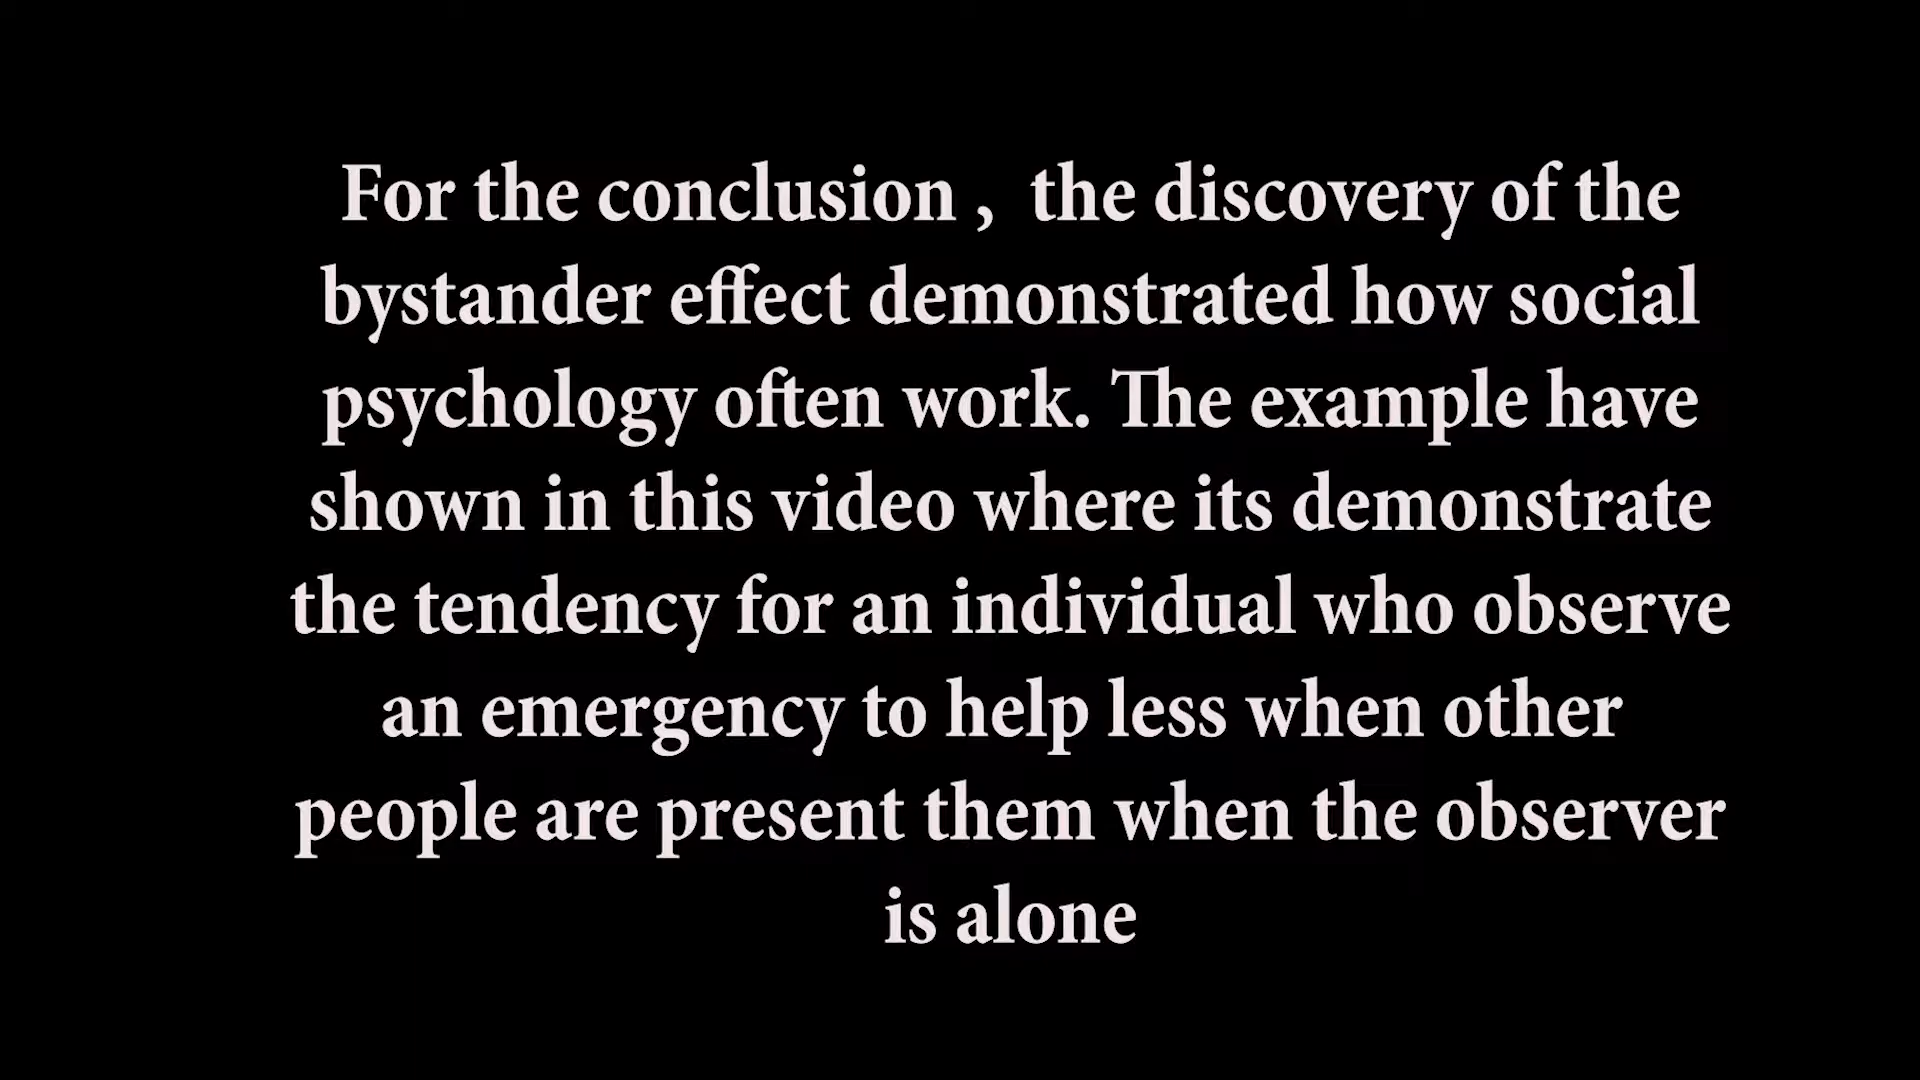 For the conclusion ,  the discovery of the
bystander effect demonstrated how social
psychology often work. The example have
shown in this video where its demonstrate
the tendency for an individual who observe
an emergency to help less when other
people are present them when the observer
is alone